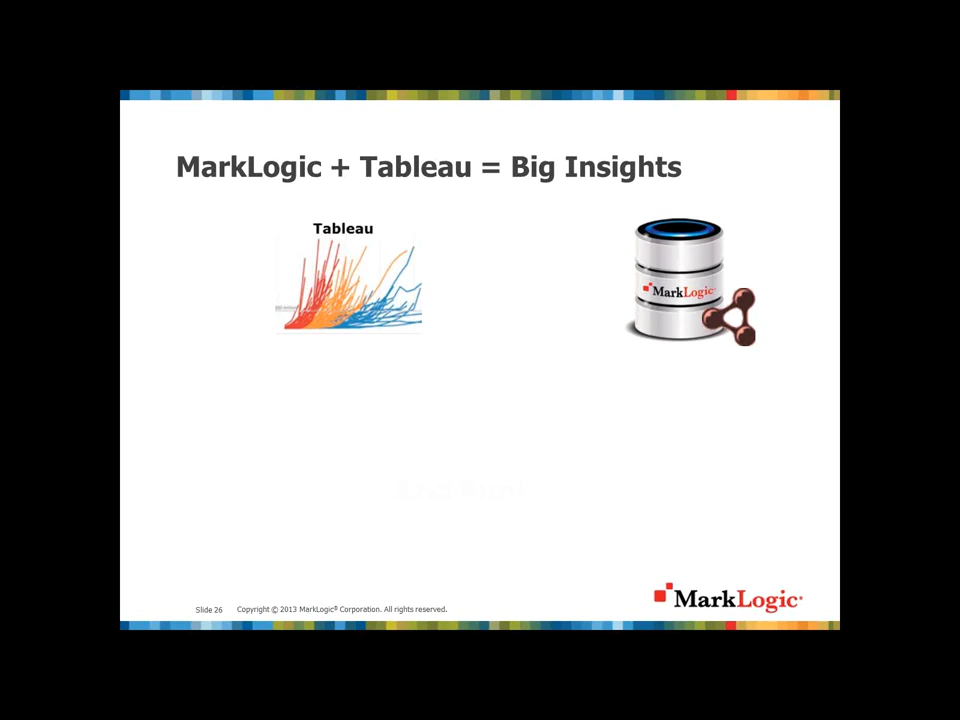 MarkLogic + Tableau = Big Insights
Tableau
MarkLogic
Slide 26 Copyright © 2013 MarkLogic® Corporation. All rights reserved.
MarkLogic®